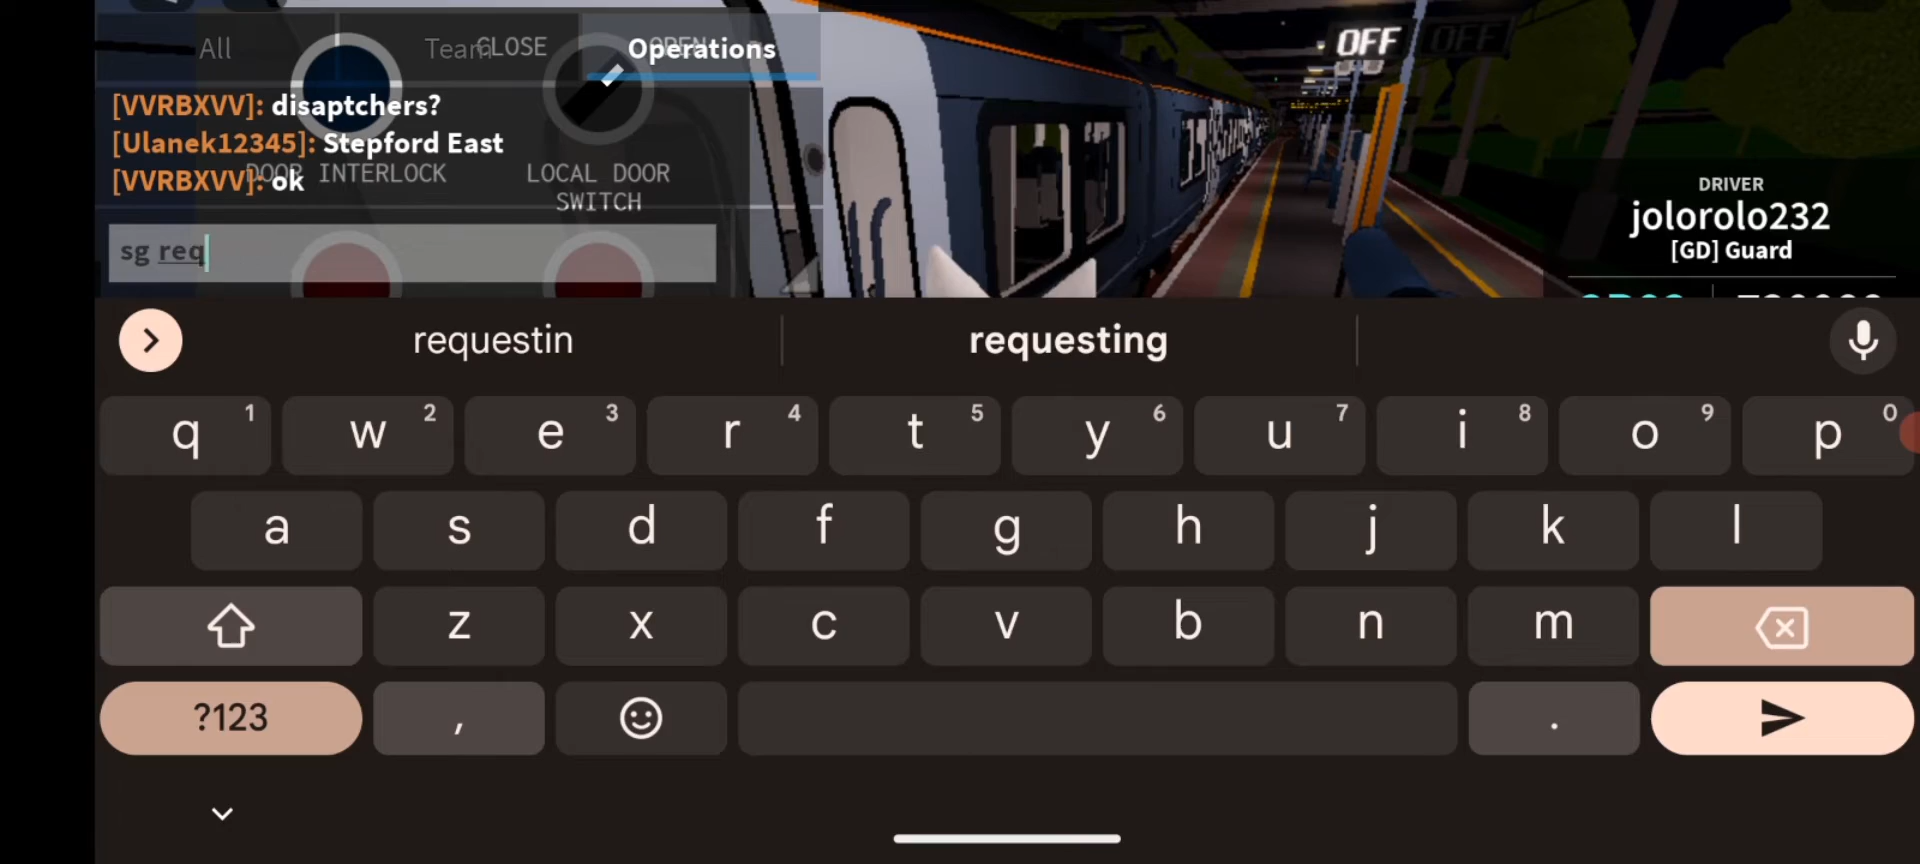 All Team CLOSE OPEN Operations
OFF OFF
[VVRBXVV]: disaptchers?
[Ulanek12345]: Stepford East
DOOR INTERLOCK
LOCAL DOOR
SWITCH
[VVRBXVV]: ok
sg req
DRIVER
jolorolo232
[GD] Guard
requestin requesting
q 1 w 2 e 3 r 4 t 5 y 6 u 7 i 8 o 9 p 0
a s d f g h j k l
z x c v b n m
?123 , .